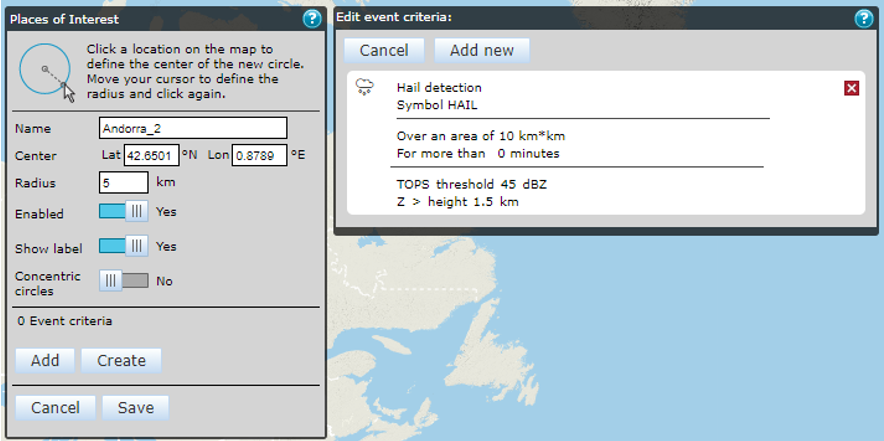 Places of Interest ?
Click a location on the map to
define the center of the new circle.
Move your cursor to define the
radius and click again.
Name Andorra_2
Center Lat 42.6501 °N Lon 0.8789 °E
Radius 5 km
Enabled Yes
Show label Yes
Concentric
circles No
0 Event criteria
Add Create
Cancel Save
Edit event criteria: ?
Cancel Add new
Hail detection
Symbol HAIL
Over an area of 10 km*km
For more than 0 minutes
TOPS threshold 45 dBZ
Z > height 1.5 km